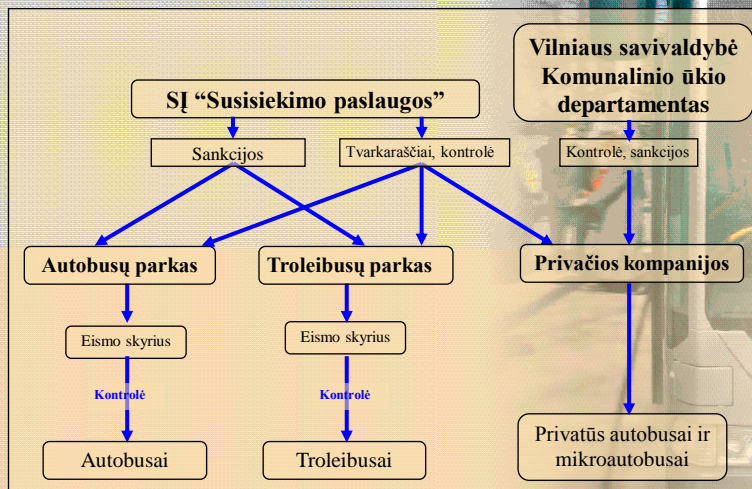 Vilniaus savivaldybė
Komunalinio ūkio
departamentas
SĮ “Susisiekimo paslaugos”
Sankcijos
Tvarkaraščiai, kontrolė
Kontrolė, sankcijos
Autobusų parkas
Troleibusų parkas
Privačios kompanijos
Eismo skyrius
Eismo skyrius
Kontrolė
Kontrolė
Autobusai
Troleibusai
Privatūs autobusai ir
mikroautobusai